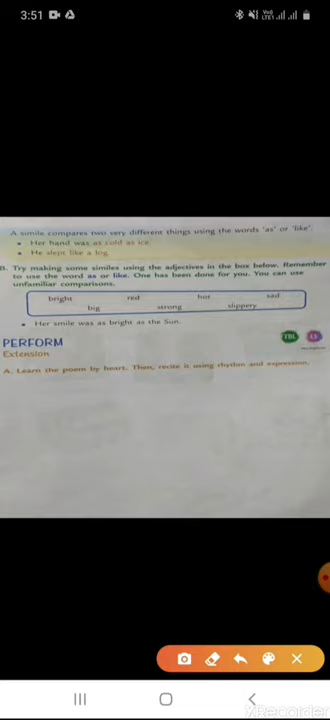 3:51
A simile compares two very different things using the words 'as' or 'like'.
• Her hand was as cold as ice.
• He slept like a log.
B. Try making some similes using the adjectives in the box below. Remember
to use the word as or like. One has been done for you. You can use
unfamiliar comparisons.
bright red hot sad
big strong slippery
• Her smile was as bright as the Sun.
PERFORM
TBL LS
Extension
A. Learn the poem by heart. Then, recite it using rhythm and expression.
XRecorder